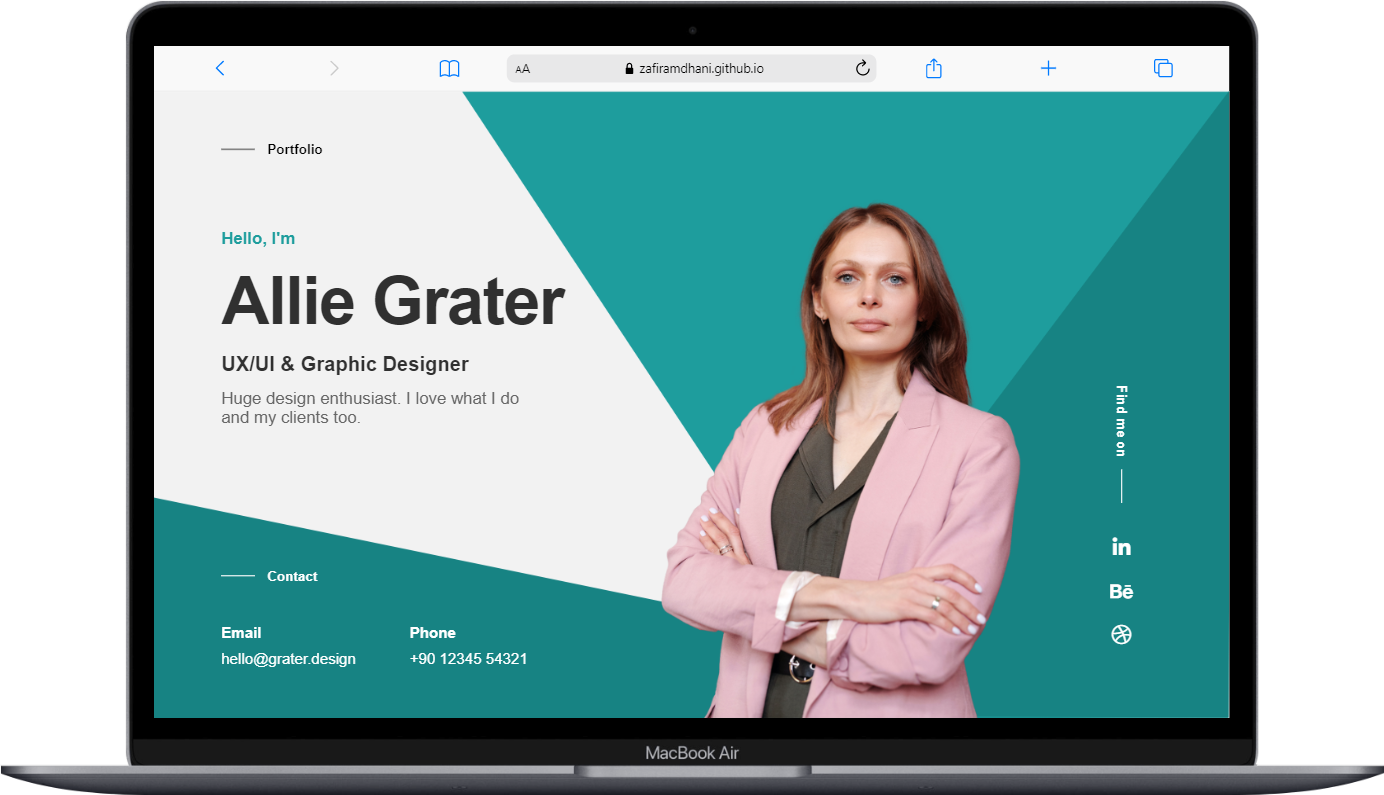 AA zafiramdhani.github.io
Portfolio
Hello, I'm
Allie Grater
UX/UI & Graphic Designer
Huge design enthusiast. I love what I do
and my clients too.
Find me on
in
Bē
Contact
Email Phone
hello@grater.design +90 12345 54321
MacBook Air